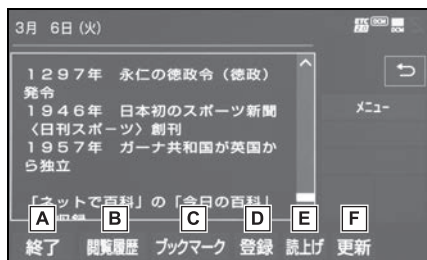 3月 6日 (火)
ETC 2.0 DCM
1297年 永仁の徳政令（徳政）
発令
メニュー
1946年 日本初のスポーツ新聞
〈日刊スポーツ〉創刊
1957年 ガーナ共和国が英国か
ら独立
「ネットで百科」の「今日の百科」
A B C D E F
終了 閲覧履歴 ブックマーク 登録 読上げ 更新